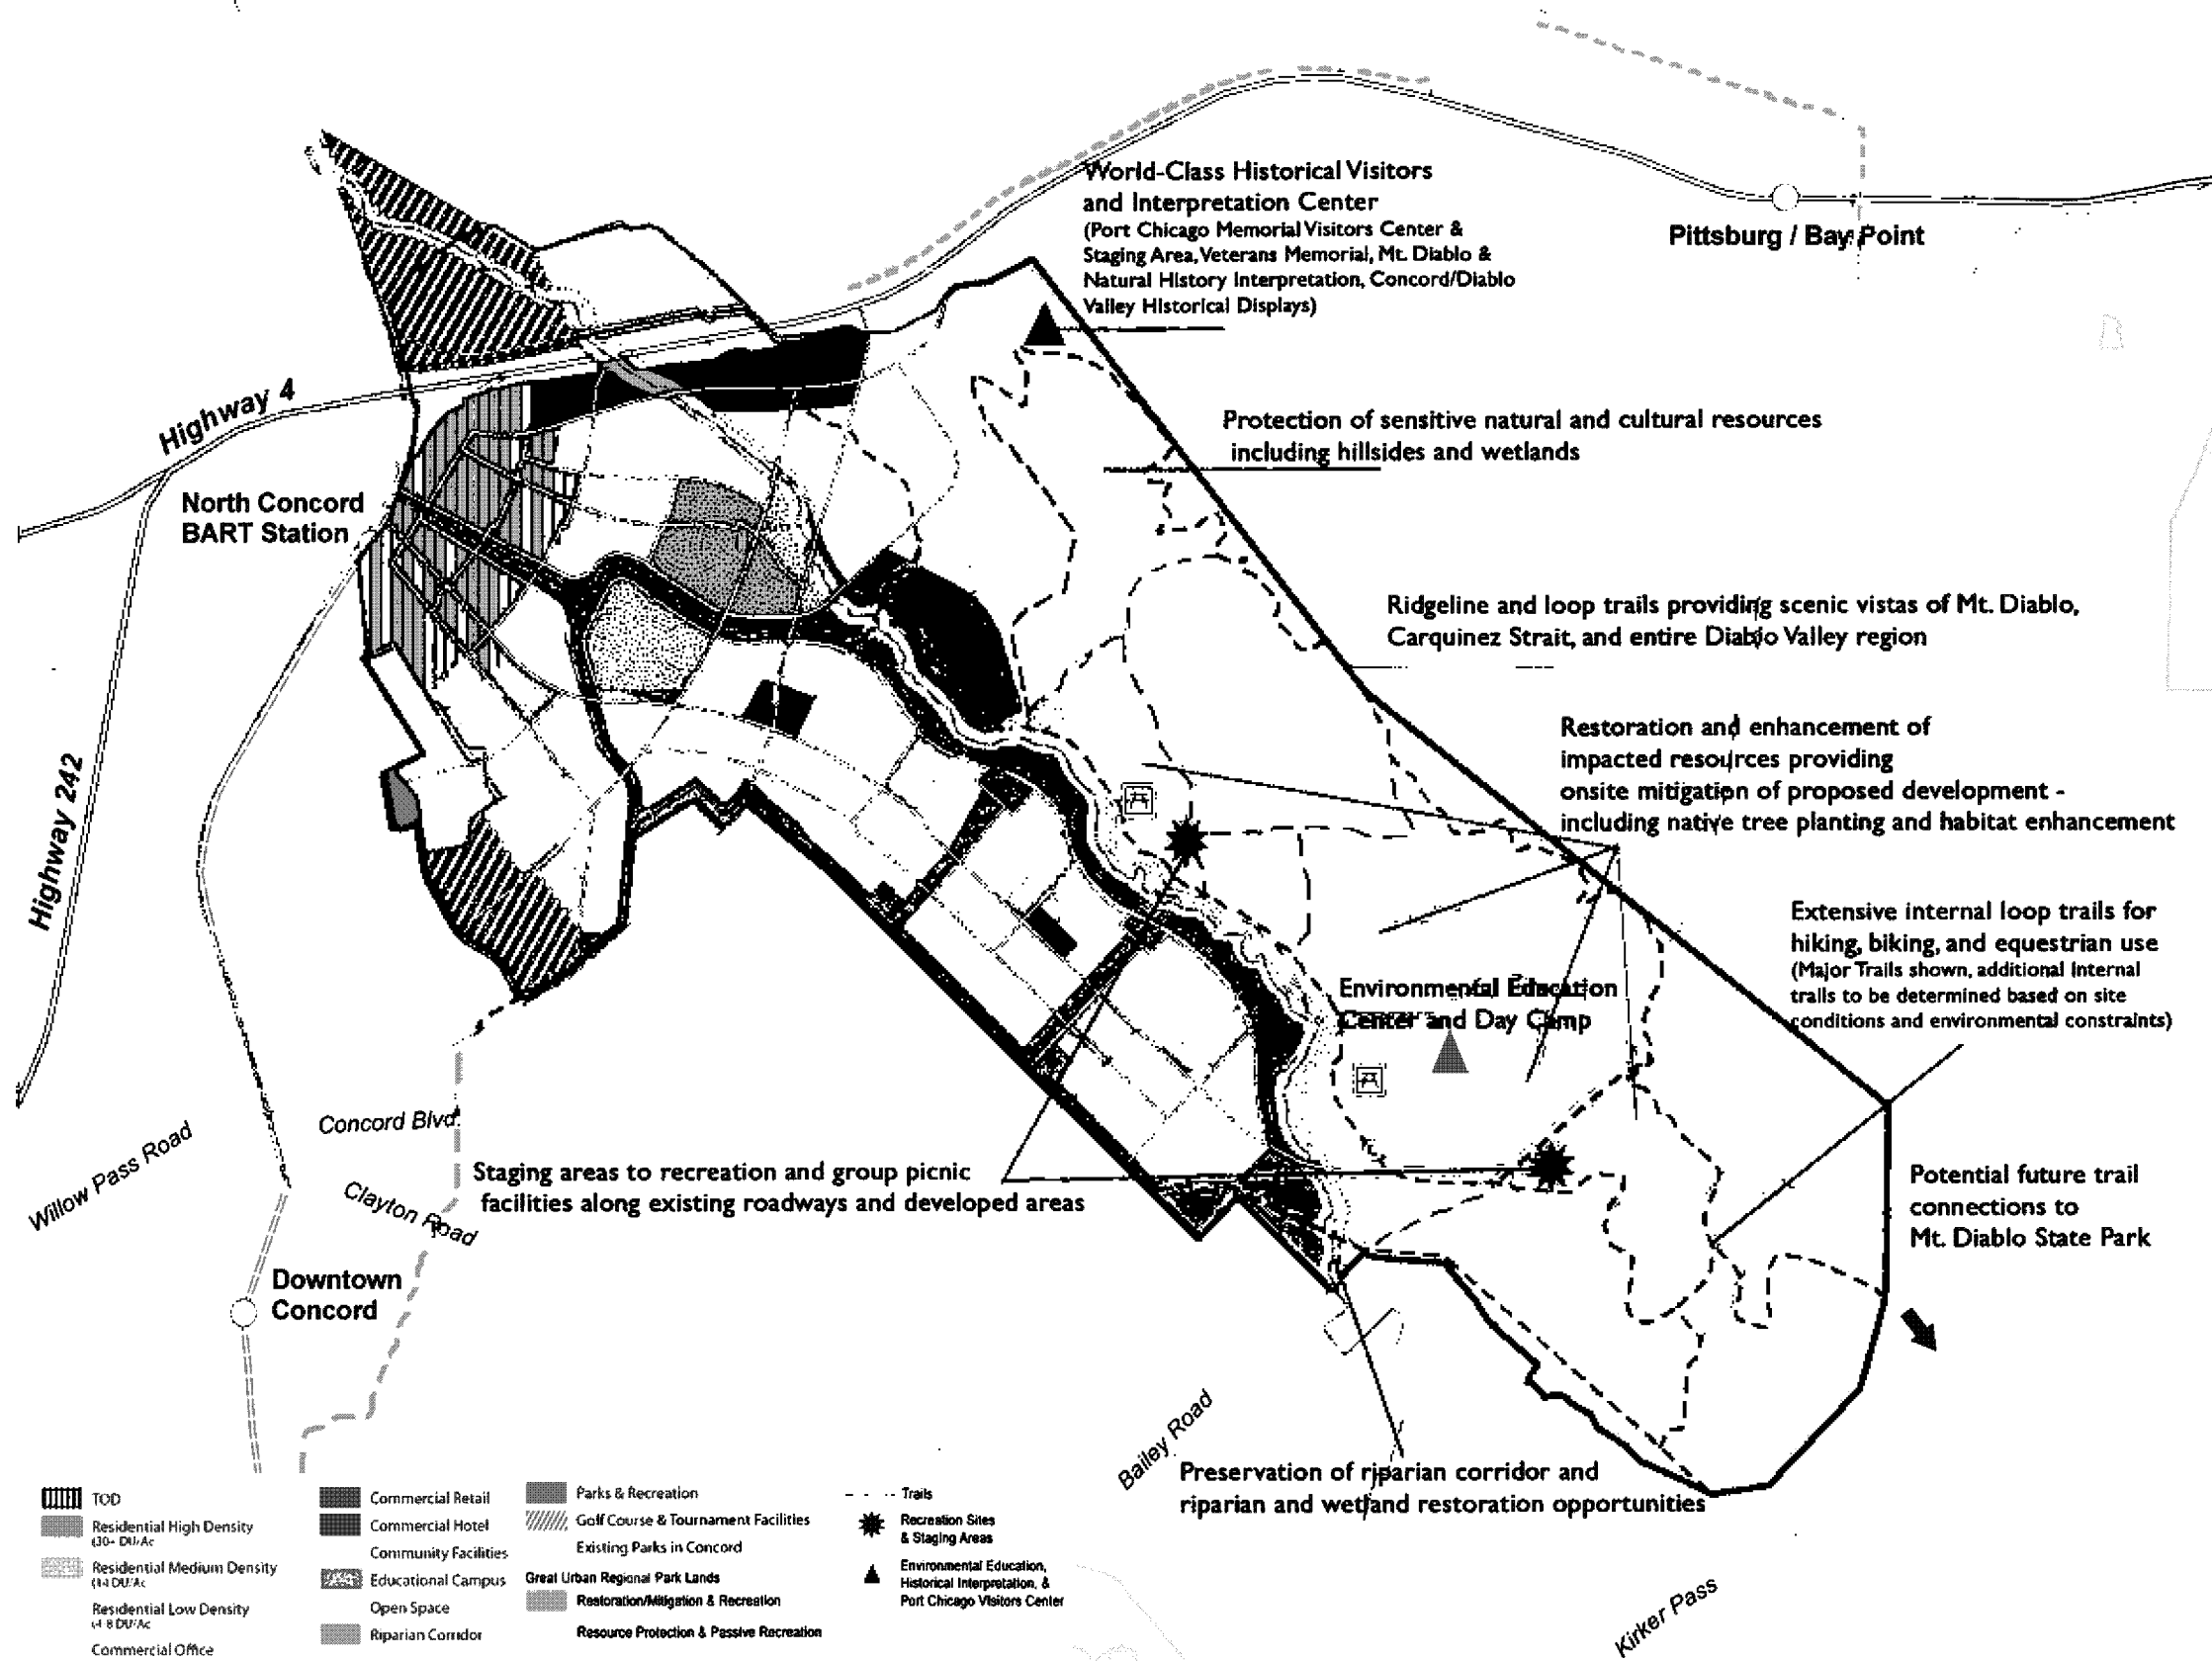 World-Class Historical Visitors
and Interpretation Center
(Port Chicago Memorial Visitors Center &
Staging Area, Veterans Memorial, Mt. Diablo &
Natural History Interpretation, Concord/Diablo
Valley Historical Displays)
Pittsburg / Bay Point
Highway 4
Protection of sensitive natural and cultural resources
including hillsides and wetlands
North Concord
BART Station
Ridgeline and loop trails providing scenic vistas of Mt. Diablo,
Carquinez Strait, and entire Diablo Valley region
Restoration and enhancement of
impacted resources providing
onsite mitigation of proposed development -
including native tree planting and habitat enhancement
Highway 242
Extensive internal loop trails for
hiking, biking, and equestrian use
(Major Trails shown, additional Internal
trails to be determined based on site
conditions and environmental constraints)
Environmental Education
Center and Day Camp
Concord Blvd.
Willow Pass Road
Clayton Road
Staging areas to recreation and group picnic
facilities along existing roadways and developed areas
Potential future trail
connections to
Mt. Diablo State Park
Downtown
Concord
Bailey Road
Preservation of riparian corridor and
riparian and wetland restoration opportunities
Kirker Pass
TOD
Residential High Density
Residential Medium Density
Residential Low Density
Commercial Office
Commercial Retail
Commercial Hotel
Community Facilities
Educational Campus
Open Space
Riparian Corridor
Parks & Recreation
Golf Course & Tournament Facilities
Existing Parks in Concord
Great Urban Regional Park Lands
Restoration/Mitigation & Recreation
Resource Protection & Passive Recreation
Trails
Recreation Sites
& Staging Areas
Environmental Education,
Historical Interpretation, &
Port Chicago Visitors Center